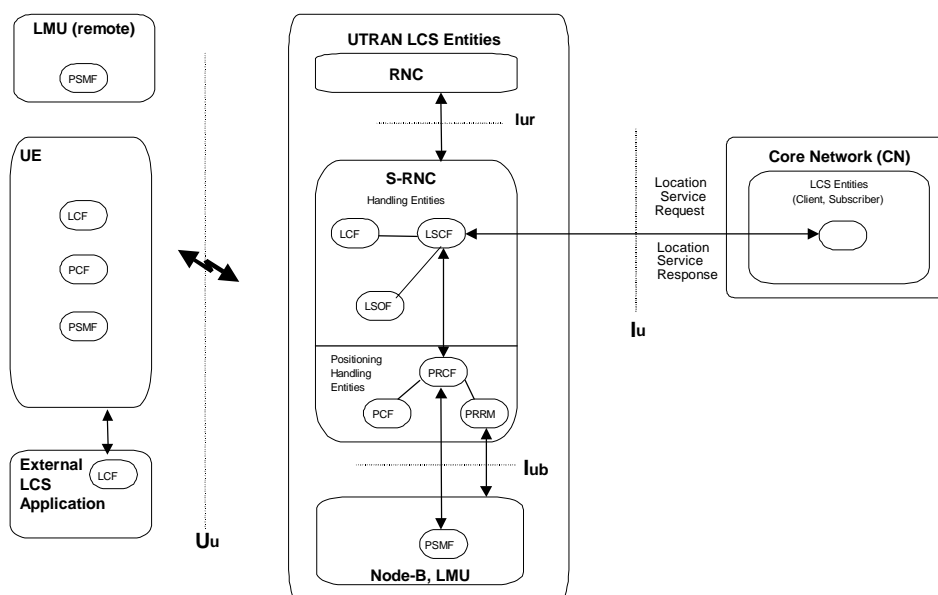 LMU (remote)
PSMF
UE
LCF
PCF
PSMF
External
LCS
Application
LCF
Uu
UTRAN LCS Entities
RNC
Iur
S-RNC
Handling Entities
LCF
LSCF
LSOF
Positioning
Handling
Entities
PRCF
PCF
PRRM
Iub
PSMF
Node-B, LMU
Location
Service
Request
Location
Service
Response
Iu
Core Network (CN)
LCS Entities
(Client, Subscriber)